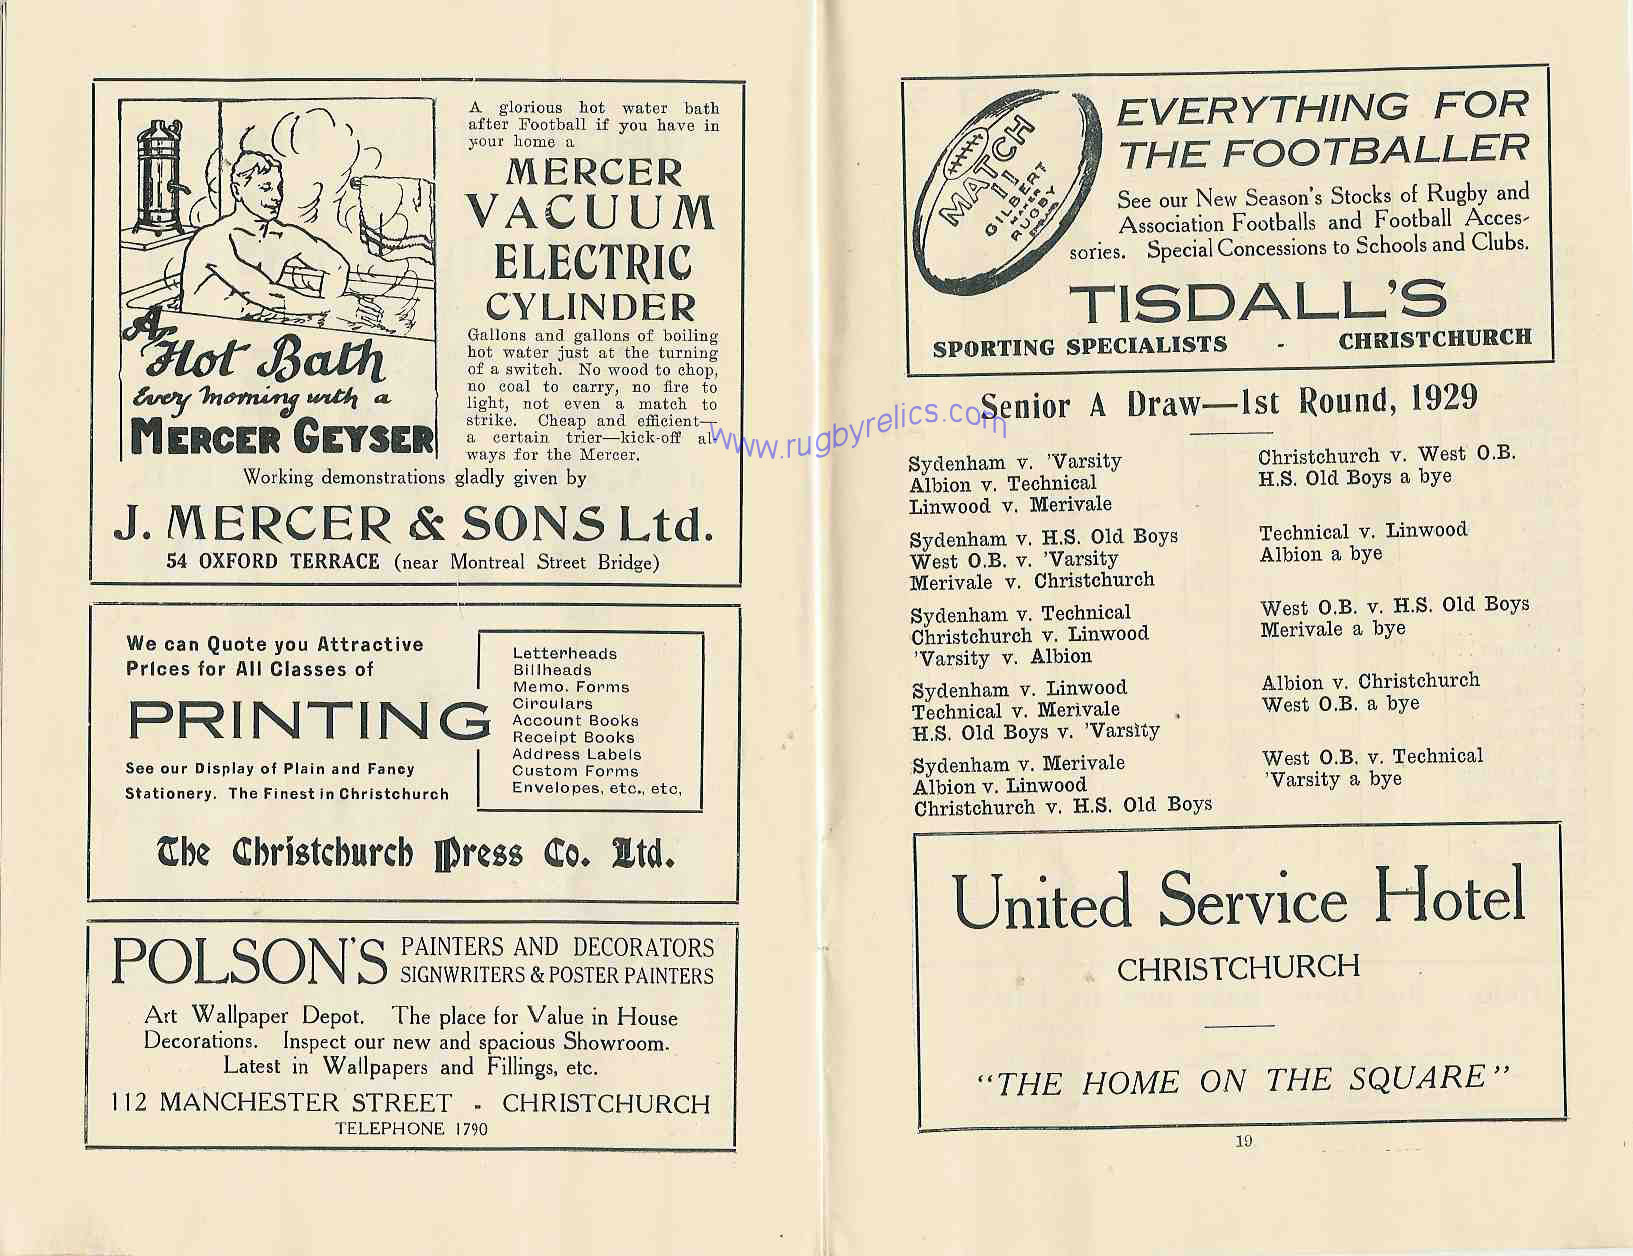 A glorious hot water bath
after Football if you have in
your home a
MERCER
VACUUM
ELECTRIC
CYLINDER
Gallons and gallons of boiling
hot water just at the turning
of a switch. No wood to chop,
no coal to carry, no fire to
light, not even a match to
strike. Cheap and efficient—
a certain trier—kick-off al-
ways for the Mercer.
A
Hot Bath
Every Morning with a
MERCER GEYSER
Working demonstrations gladly given by
J. MERCER & SONS Ltd.
54 OXFORD TERRACE (near Montreal Street Bridge)
We can Quote you Attractive
Prices for All Classes of
PRINTING
See our Display of Plain and Fancy
Stationery. The Finest in Christchurch
Letterheads
Billheads
Memo. Forms
Circulars
Account Books
Receipt Books
Address Labels
Custom Forms
Envelopes, etc., etc,
The Christchurch Press Co. Ltd.
POLSON'S
PAINTERS AND DECORATORS
SIGNWRITERS & POSTER PAINTERS
Art Wallpaper Depot. The place for Value in House
Decorations. Inspect our new and spacious Showroom.
Latest in Wallpapers and Fillings, etc.
112 MANCHESTER STREET - CHRISTCHURCH
TELEPHONE 1790
MATCH
II
GILBERT
MAKER
RUGBY
EVERYTHING FOR
THE FOOTBALLER
See our New Season's Stocks of Rugby and
Association Footballs and Football Acces-
sories. Special Concessions to Schools and Clubs.
TISDALL'S
SPORTING SPECIALISTS - CHRISTCHURCH
Senior A Draw—1st Round, 1929
www.rugbyrelics.com
Sydenham v. 'Varsity
Albion v. Technical
Linwood v. Merivale
Christchurch v. West O.B.
H.S. Old Boys a bye
Sydenham v. H.S. Old Boys
West O.B. v. 'Varsity
Merivale v. Christchurch
Technical v. Linwood
Albion a bye
Sydenham v. Technical
Christchurch v. Linwood
'Varsity v. Albion
West O.B. v. H.S. Old Boys
Merivale a bye
Sydenham v. Linwood
Technical v. Merivale
H.S. Old Boys v. 'Varsity
Albion v. Christchurch
West O.B. a bye
Sydenham v. Merivale
Albion v. Linwood
Christchurch v. H.S. Old Boys
West O.B. v. Technical
'Varsity a bye
United Service Hotel
CHRISTCHURCH
"THE HOME ON THE SQUARE"
19